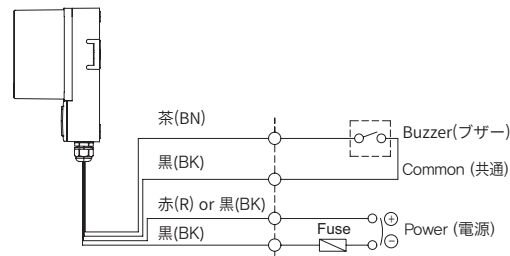 茶(BN)
Buzzer(ブザー)
黒(BK)
Common (共通)
赤(R) or 黒(BK)
Fuse
Power (電源)
黒(BK)